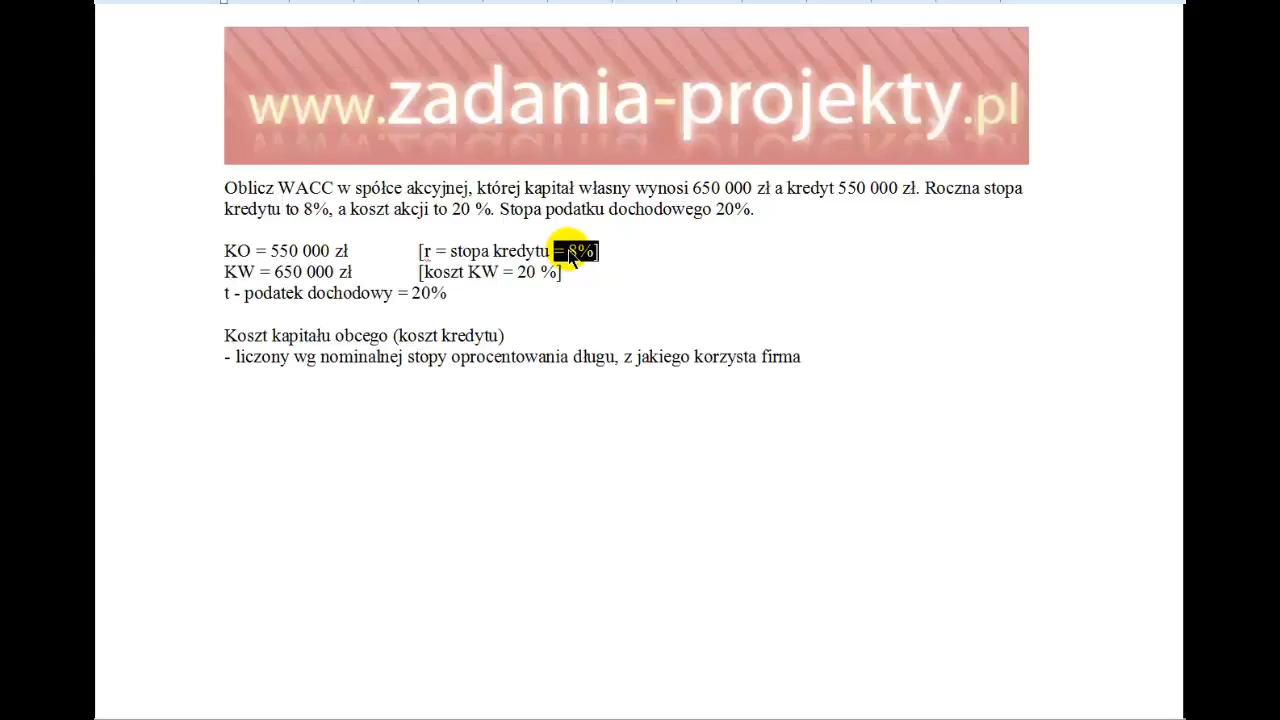 www.zadania-projekty.pl
Oblicz WACC w spółce akcyjnej, której kapitał własny wynosi 650 000 zł a kredyt 550 000 zł. Roczna stopa
kredytu to 8%, a koszt akcji to 20 %. Stopa podatku dochodowego 20%.
KO = 550 000 zł [r = stopa kredytu = 8%]
KW = 650 000 zł [koszt KW = 20 %]
t - podatek dochodowy = 20%
Koszt kapitału obcego (koszt kredytu)
- liczony wg nominalnej stopy oprocentowania długu, z jakiego korzysta firma